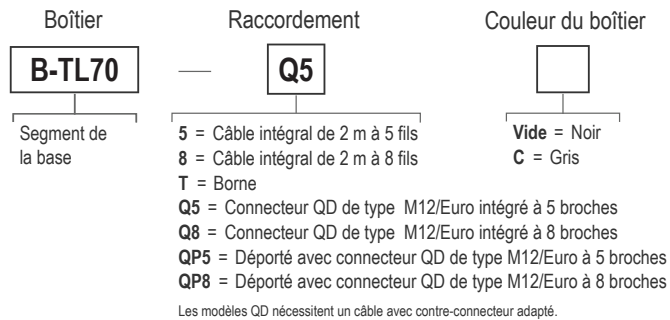 Boîtier
Raccordement
Couleur du boîtier
B-TL70
—
Q5
Segment de
la base
5 = Câble intégral de 2 m à 5 fils
8 = Câble intégral de 2 m à 8 fils
T = Borne
Q5 = Connecteur QD de type M12/Euro intégré à 5 broches
Q8 = Connecteur QD de type M12/Euro intégré à 8 broches
QP5 = Déporté avec connecteur QD de type M12/Euro à 5 broches
QP8 = Déporté avec connecteur QD de type M12/Euro à 8 broches
Les modèles QD nécessitent un câble avec contre-connecteur adapté.
Vide = Noir
C = Gris